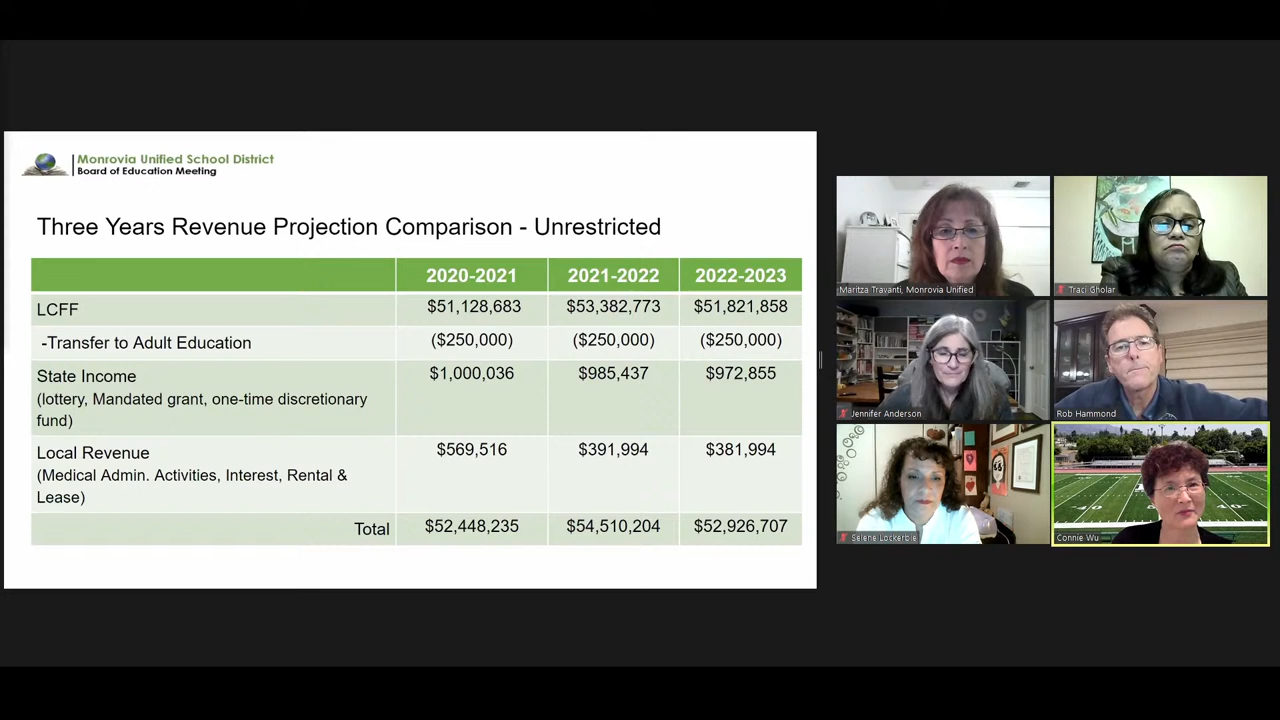 Monrovia Unified School District
Board of Education Meeting
Three Years Revenue Projection Comparison - Unrestricted
2020-2021 2021-2022 2022-2023
LCFF $51,128,683 $53,382,773 $51,821,858
-Transfer to Adult Education ($250,000) ($250,000) ($250,000)
State Income $1,000,036 $985,437 $972,855
(lottery, Mandated grant, one-time discretionary
fund)
Local Revenue $569,516 $391,994 $381,994
(Medical Admin. Activities, Interest, Rental &
Lease)
Total $52,448,235 $54,510,204 $52,926,707
Maritza Travanti, Monrovia Unified
Traci Gholar
Jennifer Anderson
Rob Hammond
Selene Lockerbie
Connie Wu